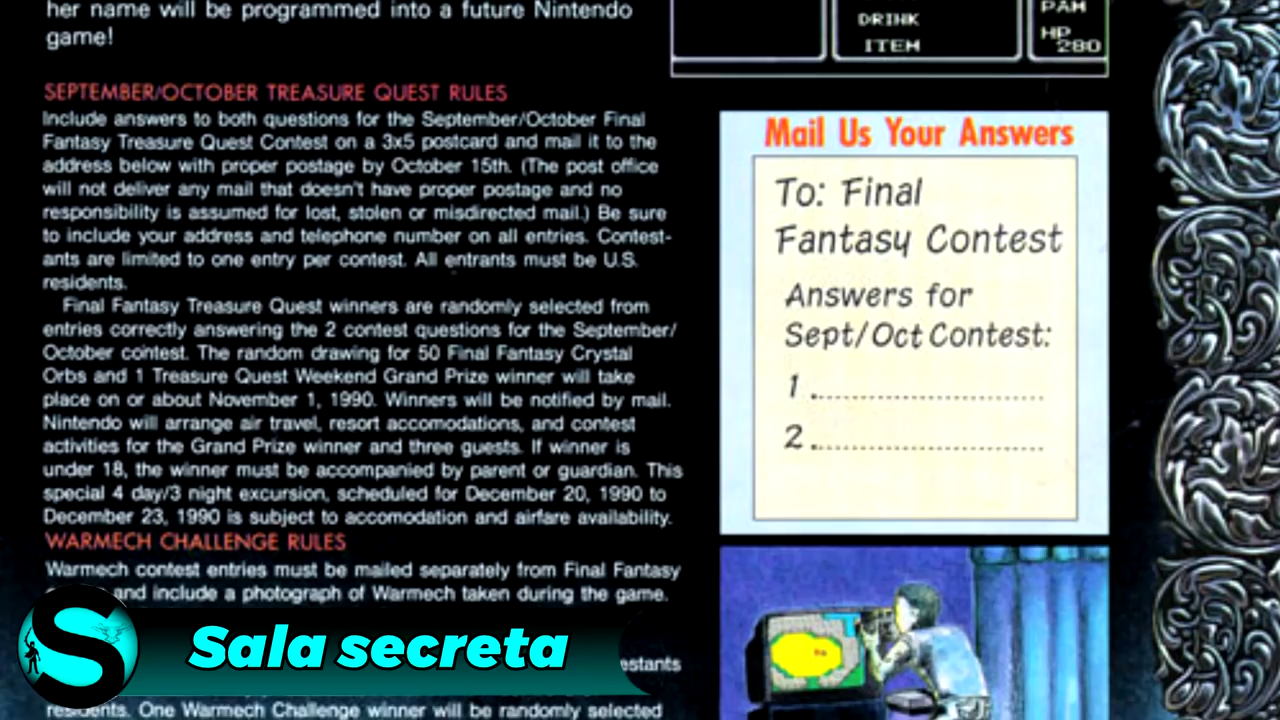 her name will be programmed into a future Nintendo
game!
SEPTEMBER/OCTOBER TREASURE QUEST RULES
Include answers to both questions for the September/October Final
Fantasy Treasure Quest Contest on a 3x5 postcard and mail it to the
address below with proper postage by October 15th. (The post office
will not deliver any mail that doesn't have proper postage and no
responsibility is assumed for lost, stolen or misdirected mail.) Be sure
to include your address and telephone number on all entries. Contest-
ants are limited to one entry per contest. All entrants must be U.S.
residents.
Final Fantasy Treasure Quest winners are randomly selected from
entries correctly answering the 2 contest questions for the September/
October contest. The random drawing for 50 Final Fantasy Crystal
Orbs and 1 Treasure Quest Weekend Grand Prize winner will take
place on or about November 1, 1990. Winners will be notified by mail.
Nintendo will arrange air travel, resort accomodations, and contest
activities for the Grand Prize winner and three guests. If winner is
under 18, the winner must be accompanied by parent or guardian. This
special 4 day/3 night excursion, scheduled for December 20, 1990 to
December 23, 1990 is subject to accomodation and airfare availability.
WARMECH CHALLENGE RULES
Warmech contest entries must be mailed separately from Final Fantasy
and include a photograph of Warmech taken during the game.
residents. One Warmech Challenge winner will be randomly selected
DRINK
ITEM
PAM
HP
280
Mail Us Your Answers
To: Final
Fantasy Contest
Answers for
Sept/Oct Contest:
1.
2.
S
Sala secreta